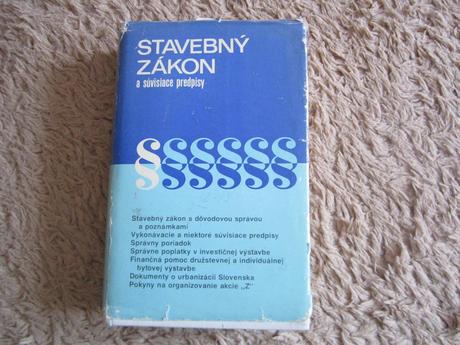 STAVEBNÝ
ZÁKON
a súvisiace predpisy
§§§§§§
§§§§§§
Stavebný zákon s dôvodovou správou
a poznámkami
Vykonávacie a niektoré súvisiace predpisy
Správny poriadok
Správne poplatky v investičnej výstavbe
Finančná pomoc družstevnej a individuálnej
bytovej výstavbe
Dokumenty o urbanizácii Slovenska
Pokyny na organizovanie akcie „Z"